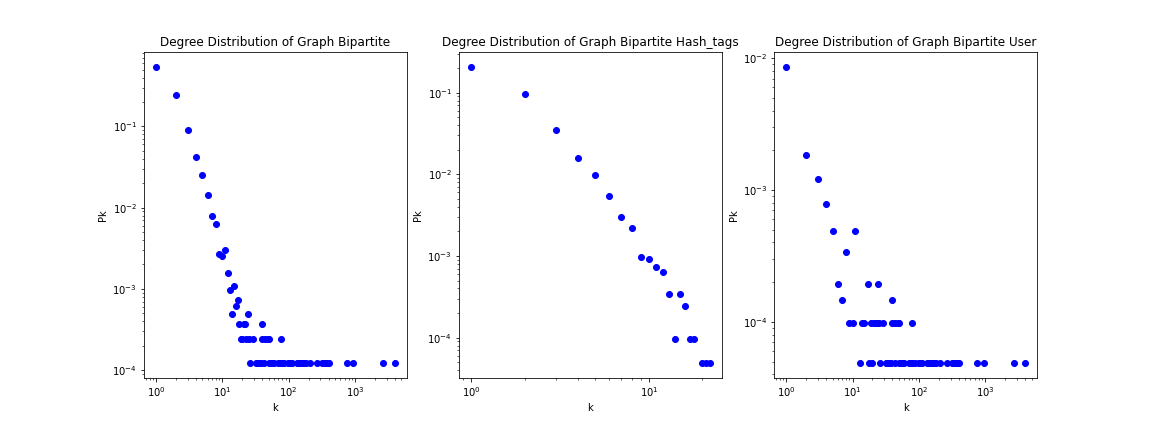 Degree Distribution of Graph Bipartite
Pk
10⁻¹
10⁻²
10⁻³
10⁻⁴
10⁰ 10¹ 10² 10³
k
Degree Distribution of Graph Bipartite Hash_tags
Pk
10⁻¹
10⁻²
10⁻³
10⁻⁴
10⁰ 10¹
k
Degree Distribution of Graph Bipartite User
Pk
10⁻²
10⁻³
10⁻⁴
10⁰ 10¹ 10² 10³
k